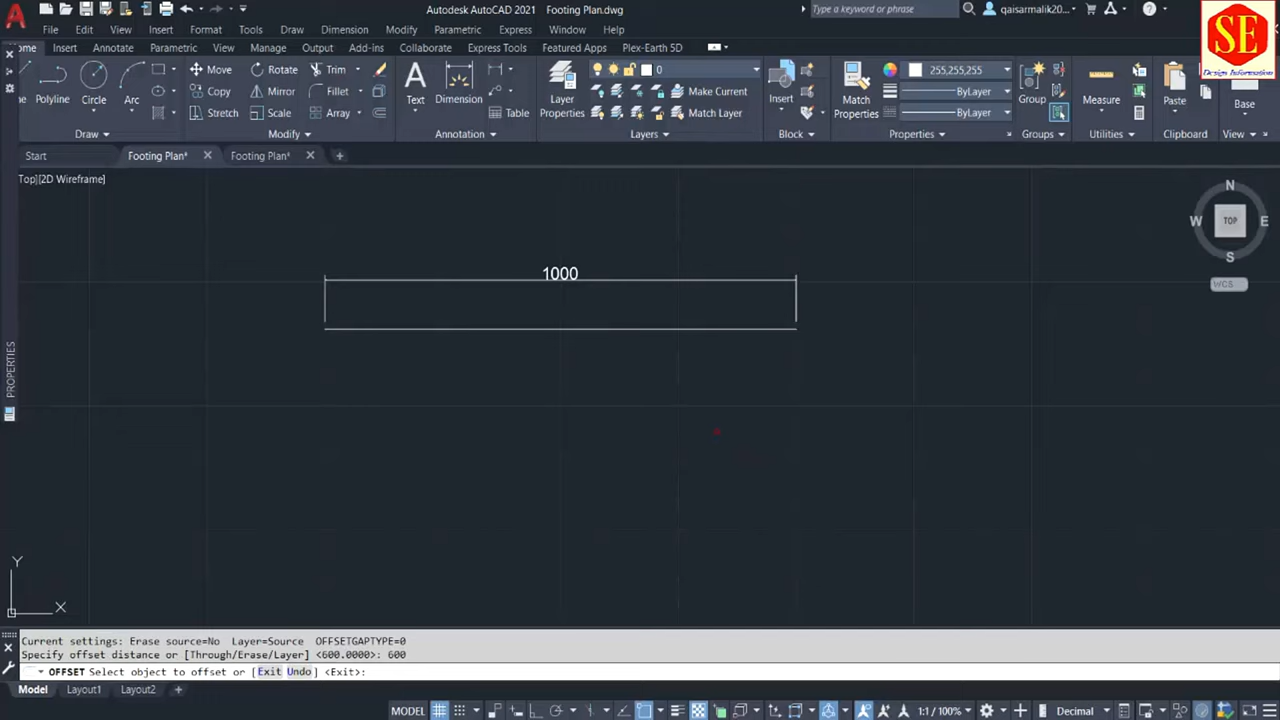 Autodesk AutoCAD 2021 Footing Plan.dwg
Type a keyword or phrase
qaisarmalik20...
SE
Design Information
File Edit View Insert Format Tools Draw Dimension Modify Parametric Express Window Help
ome Insert Annotate Parametric View Manage Output Add-ins Collaborate Express Tools Featured Apps Plex-Earth 5D
Polyline Circle Arc
Move Rotate Trim
Copy Mirror Fillet
Stretch Scale Array
Text Dimension Table
Layer Properties
0
Make Current
Match Layer
Insert
Match Properties
255,255,255
ByLayer
ByLayer
Group
Measure
Paste
Base
Draw Modify Annotation Layers Block Properties Groups Utilities Clipboard View
Start Footing Plan* Footing Plan*
Top][2D Wireframe]
N
W TOP E
S
WCS
1000
PROPERTIES
Y
X
Current settings: Erase source=No Layer=Source OFFSETGAPTYPE=0
Specify offset distance or [Through/Erase/Layer] <600.0000>: 600
OFFSET Select object to offset or [Exit Undo] <Exit>:
Model Layout1 Layout2
MODEL 1:1/100% Decimal